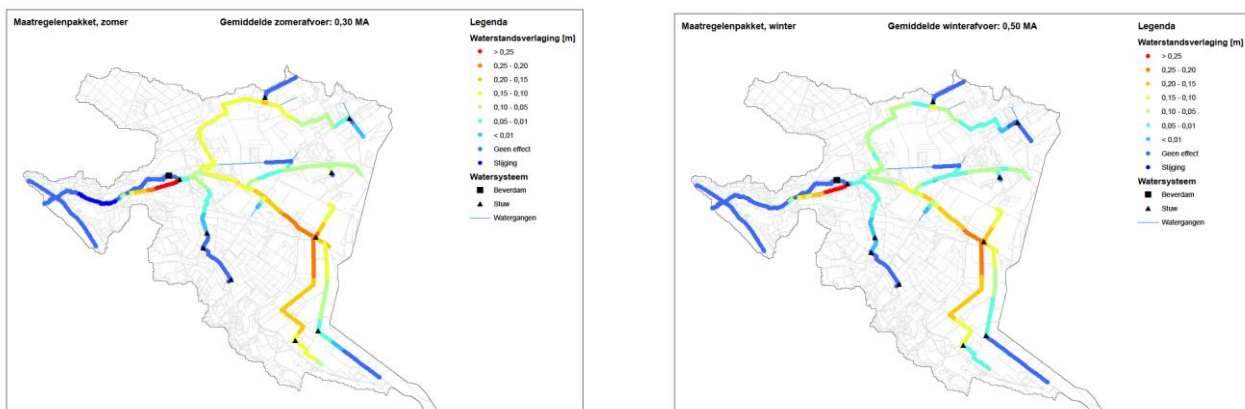 Maatregelenpakket, zomer
Gemiddelde zomerafvoer: 0,30 MA
Legenda
Waterstandsverlaging [m]
> 0,25
0,25 - 0,20
0,20 - 0,15
0,15 - 0,10
0,10 - 0,05
0,05 - 0,01
< 0,01
Geen effect
Stijging
Watersysteem
Beverdam
Stuw
Watergangen
Maatregelenpakket, winter
Gemiddelde winterafvoer: 0,50 MA
Legenda
Waterstandsverlaging [m]
> 0,25
0,25 - 0,20
0,20 - 0,15
0,15 - 0,10
0,10 - 0,05
0,05 - 0,01
< 0,01
Geen effect
Stijging
Watersysteem
Beverdam
Stuw
Watergangen